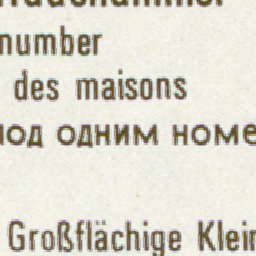 number
des maisons
под одним номе
Großflächige Klein